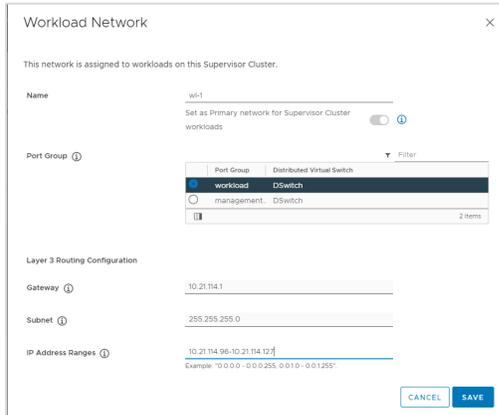 Workload Network
This network is assigned to workloads on this Supervisor Cluster.
Name
wl-1
Set as Primary network for Supervisor Cluster
workloads
Port Group
Filter
Port Group Distributed Virtual Switch
workload DSwitch
management. DSwitch
2 items
Layer 3 Routing Configuration
Gateway
10.21.114.1
Subnet
255.255.255.0
IP Address Ranges
10.21.114.96-10.21.114.127
Example: "0.0.0.0 - 0.0.0.255, 0.0.1.0 - 0.0.1.255".
CANCEL SAVE